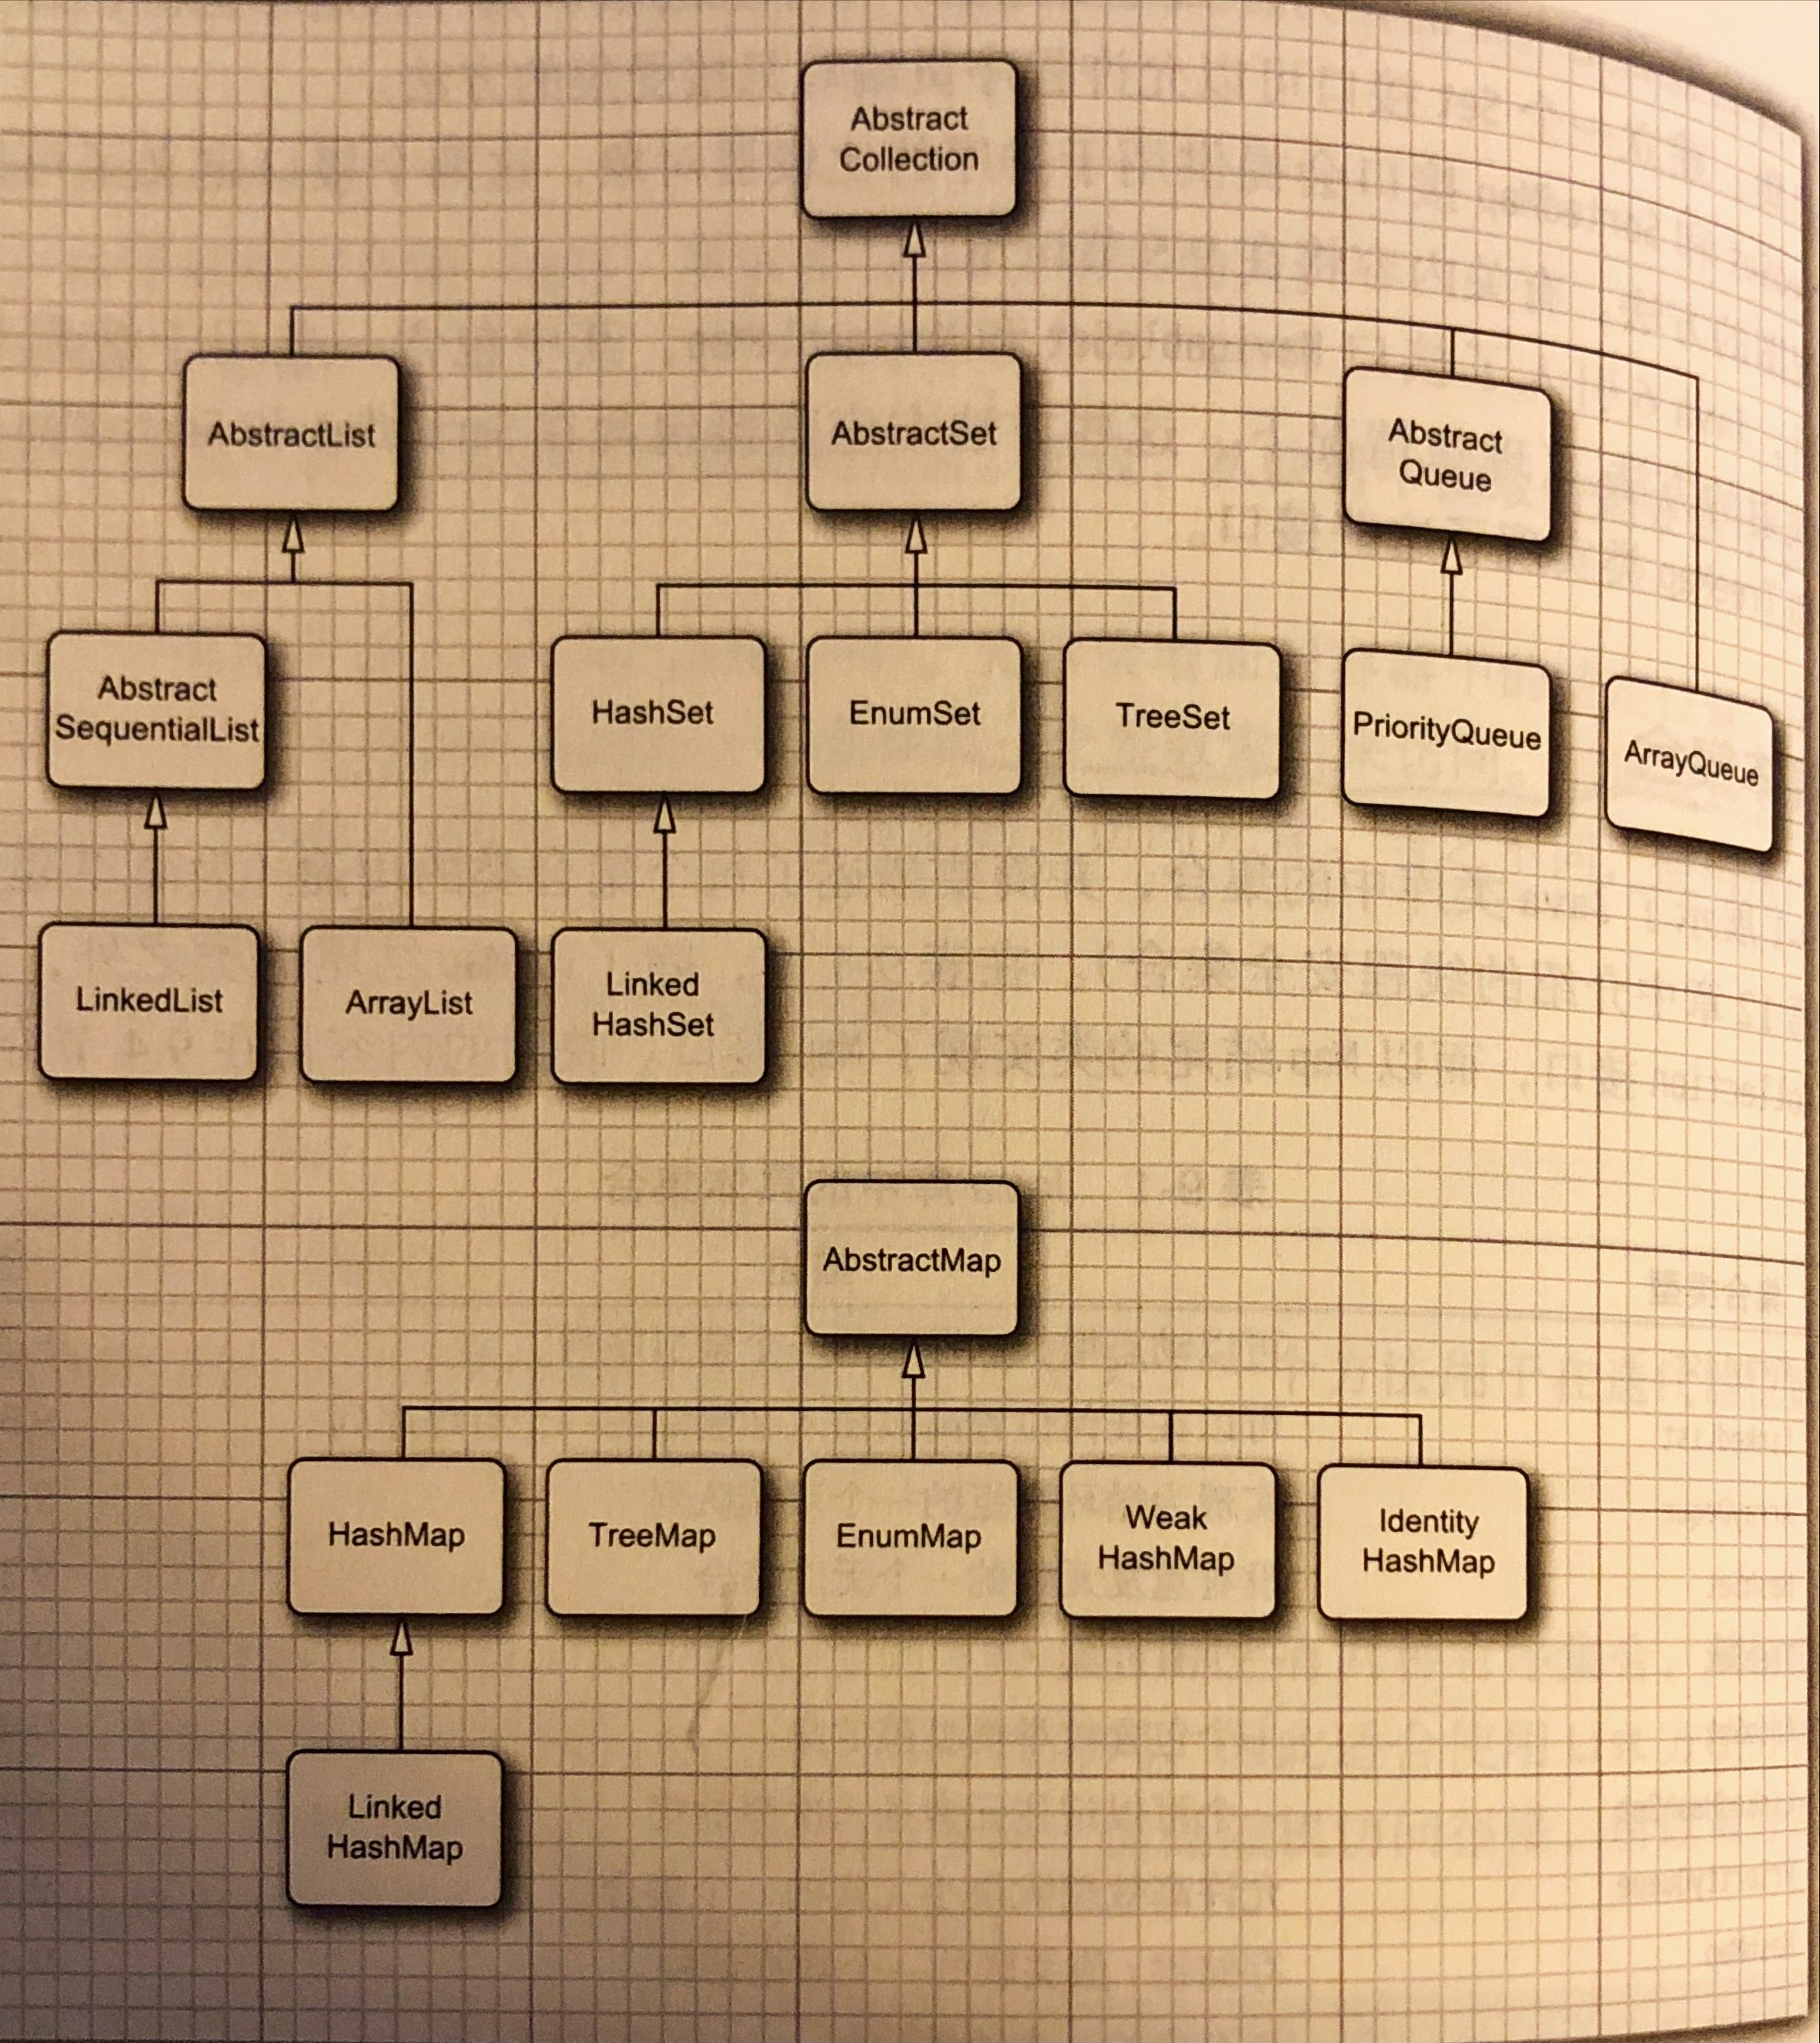 Abstract
Collection
AbstractList
AbstractSet
Abstract
Queue
Abstract
SequentialList
HashSet
EnumSet
TreeSet
PriorityQueue
ArrayQueue
LinkedList
ArrayList
Linked
HashSet
AbstractMap
HashMap
TreeMap
EnumMap
Weak
HashMap
Identity
HashMap
Linked
HashMap